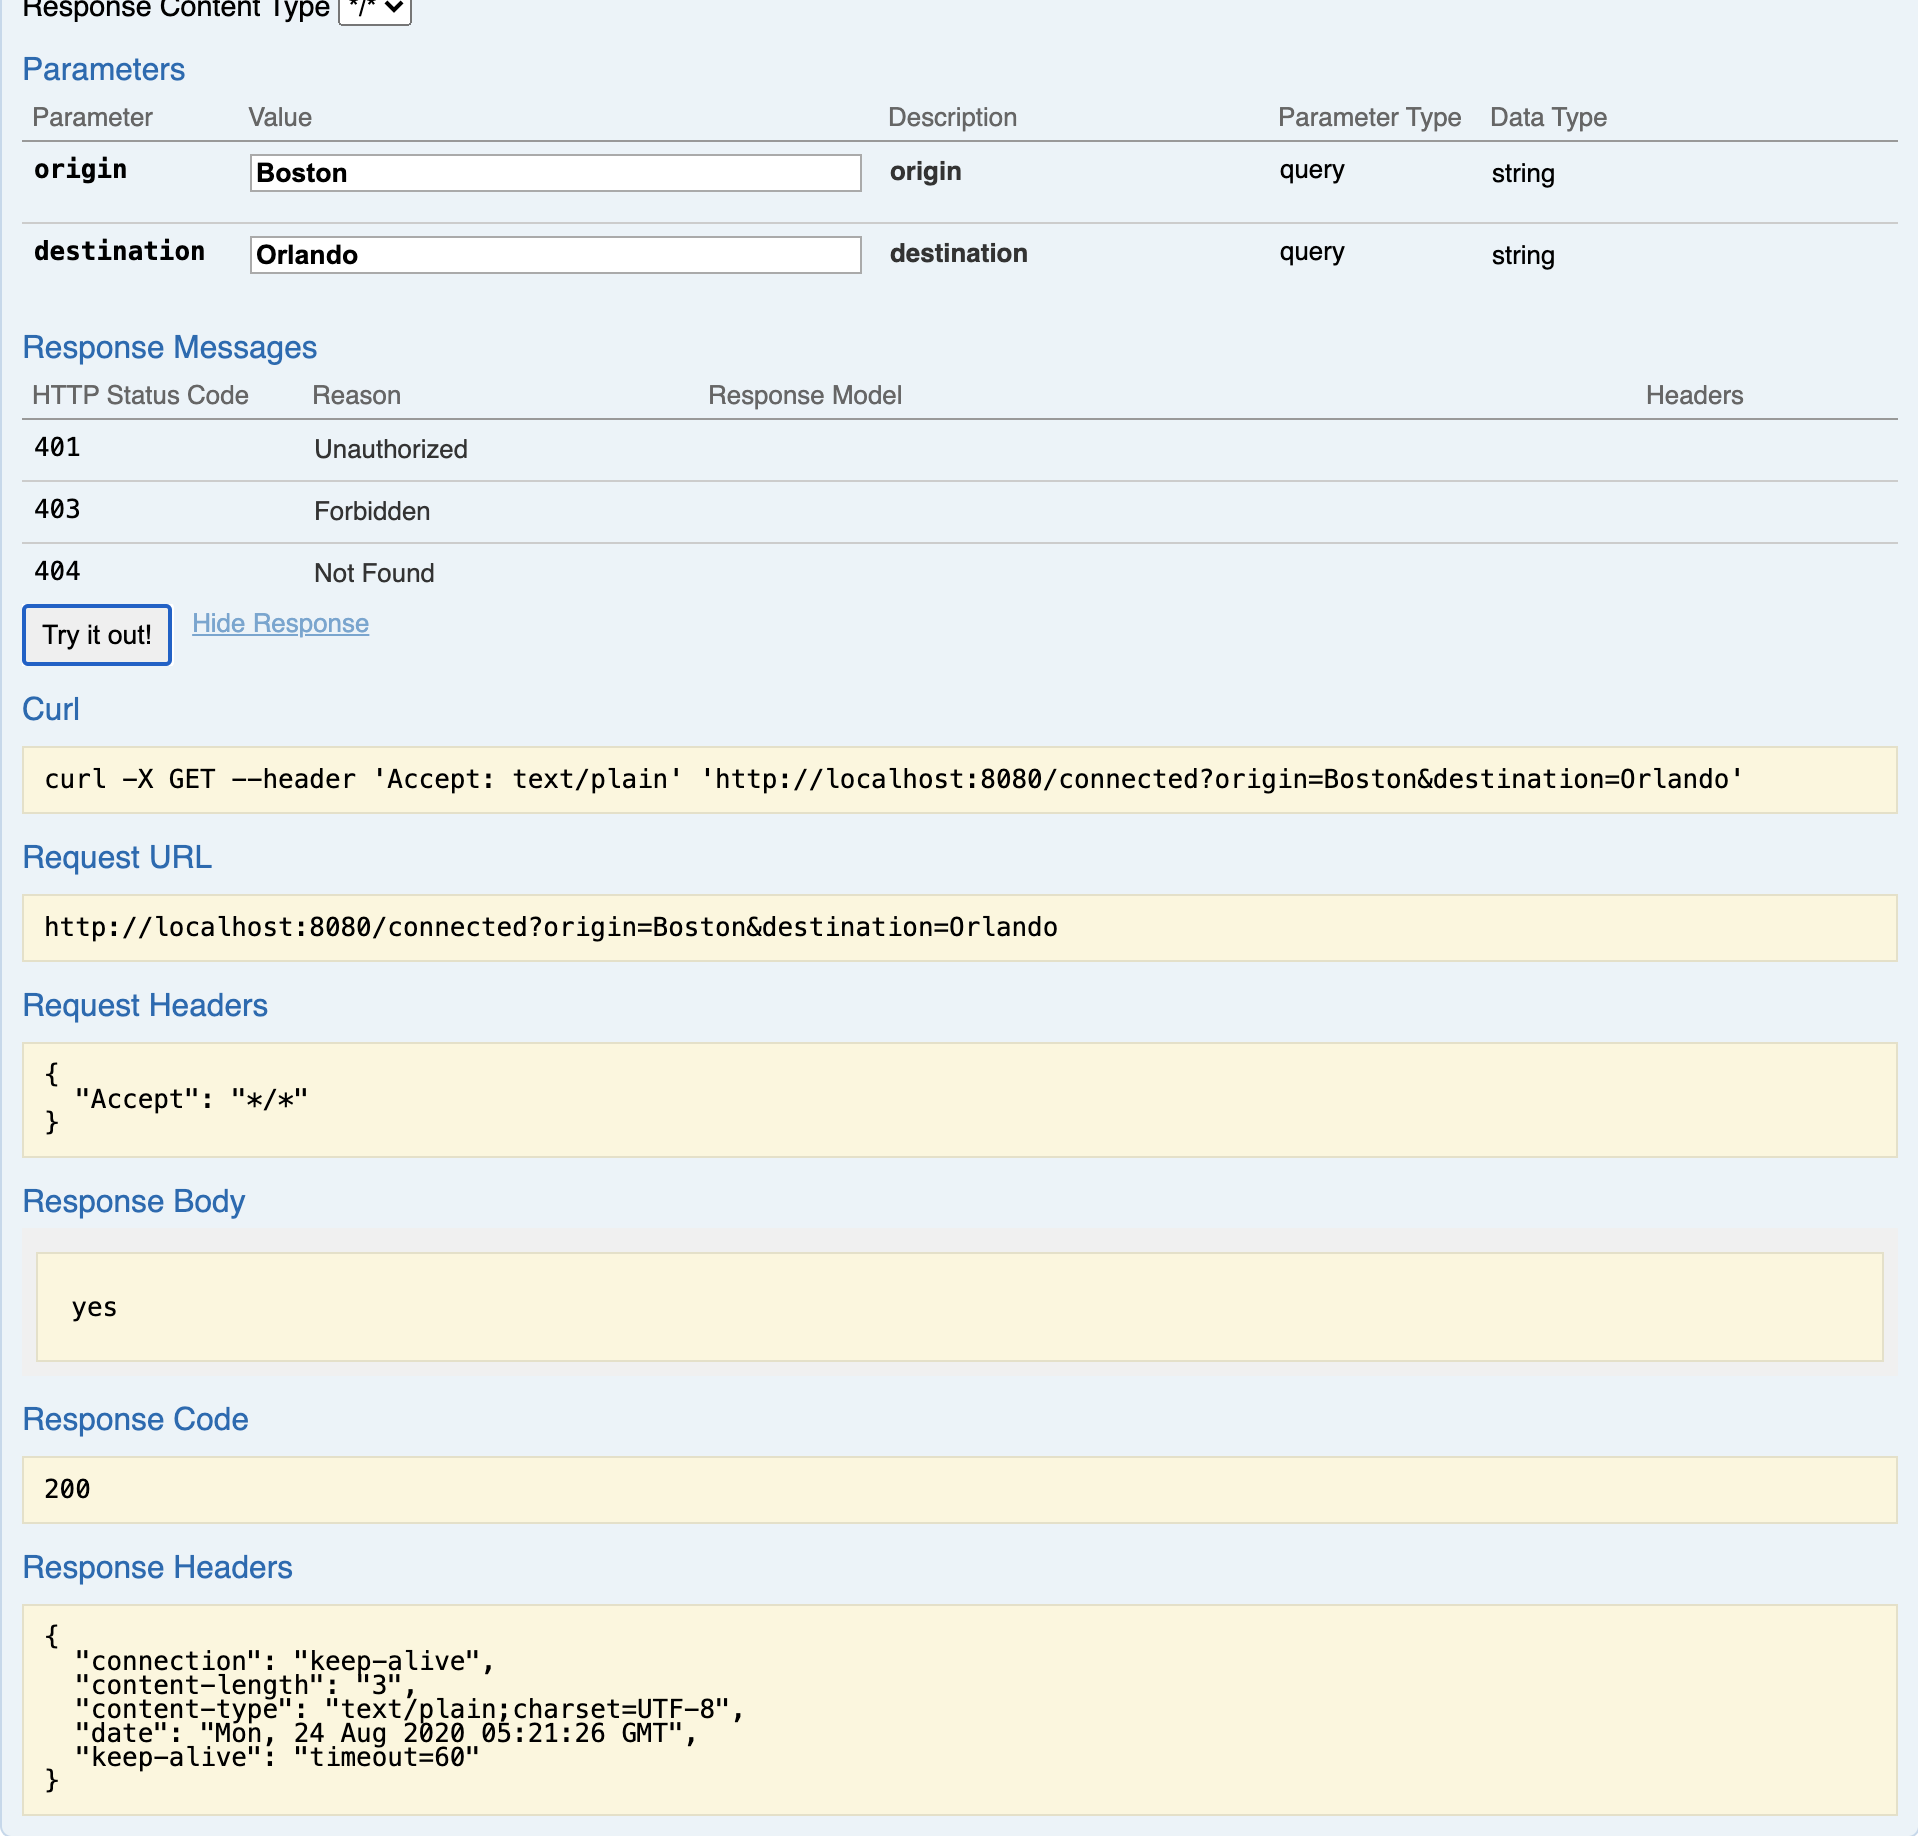 Response Content Type */*
Parameters
Parameter Value Description Parameter Type Data Type
origin Boston origin query string
destination Orlando destination query string
Response Messages
HTTP Status Code Reason Response Model Headers
401 Unauthorized
403 Forbidden
404 Not Found
Try it out! Hide Response
Curl
curl -X GET --header 'Accept: text/plain' 'http://localhost:8080/connected?origin=Boston&destination=Orlando'
Request URL
http://localhost:8080/connected?origin=Boston&destination=Orlando
Request Headers
{
"Accept": "*/*"
}
Response Body
yes
Response Code
200
Response Headers
{
"connection": "keep-alive",
"content-length": "3",
"content-type": "text/plain;charset=UTF-8",
"date": "Mon, 24 Aug 2020 05:21:26 GMT",
"keep-alive": "timeout=60"
}